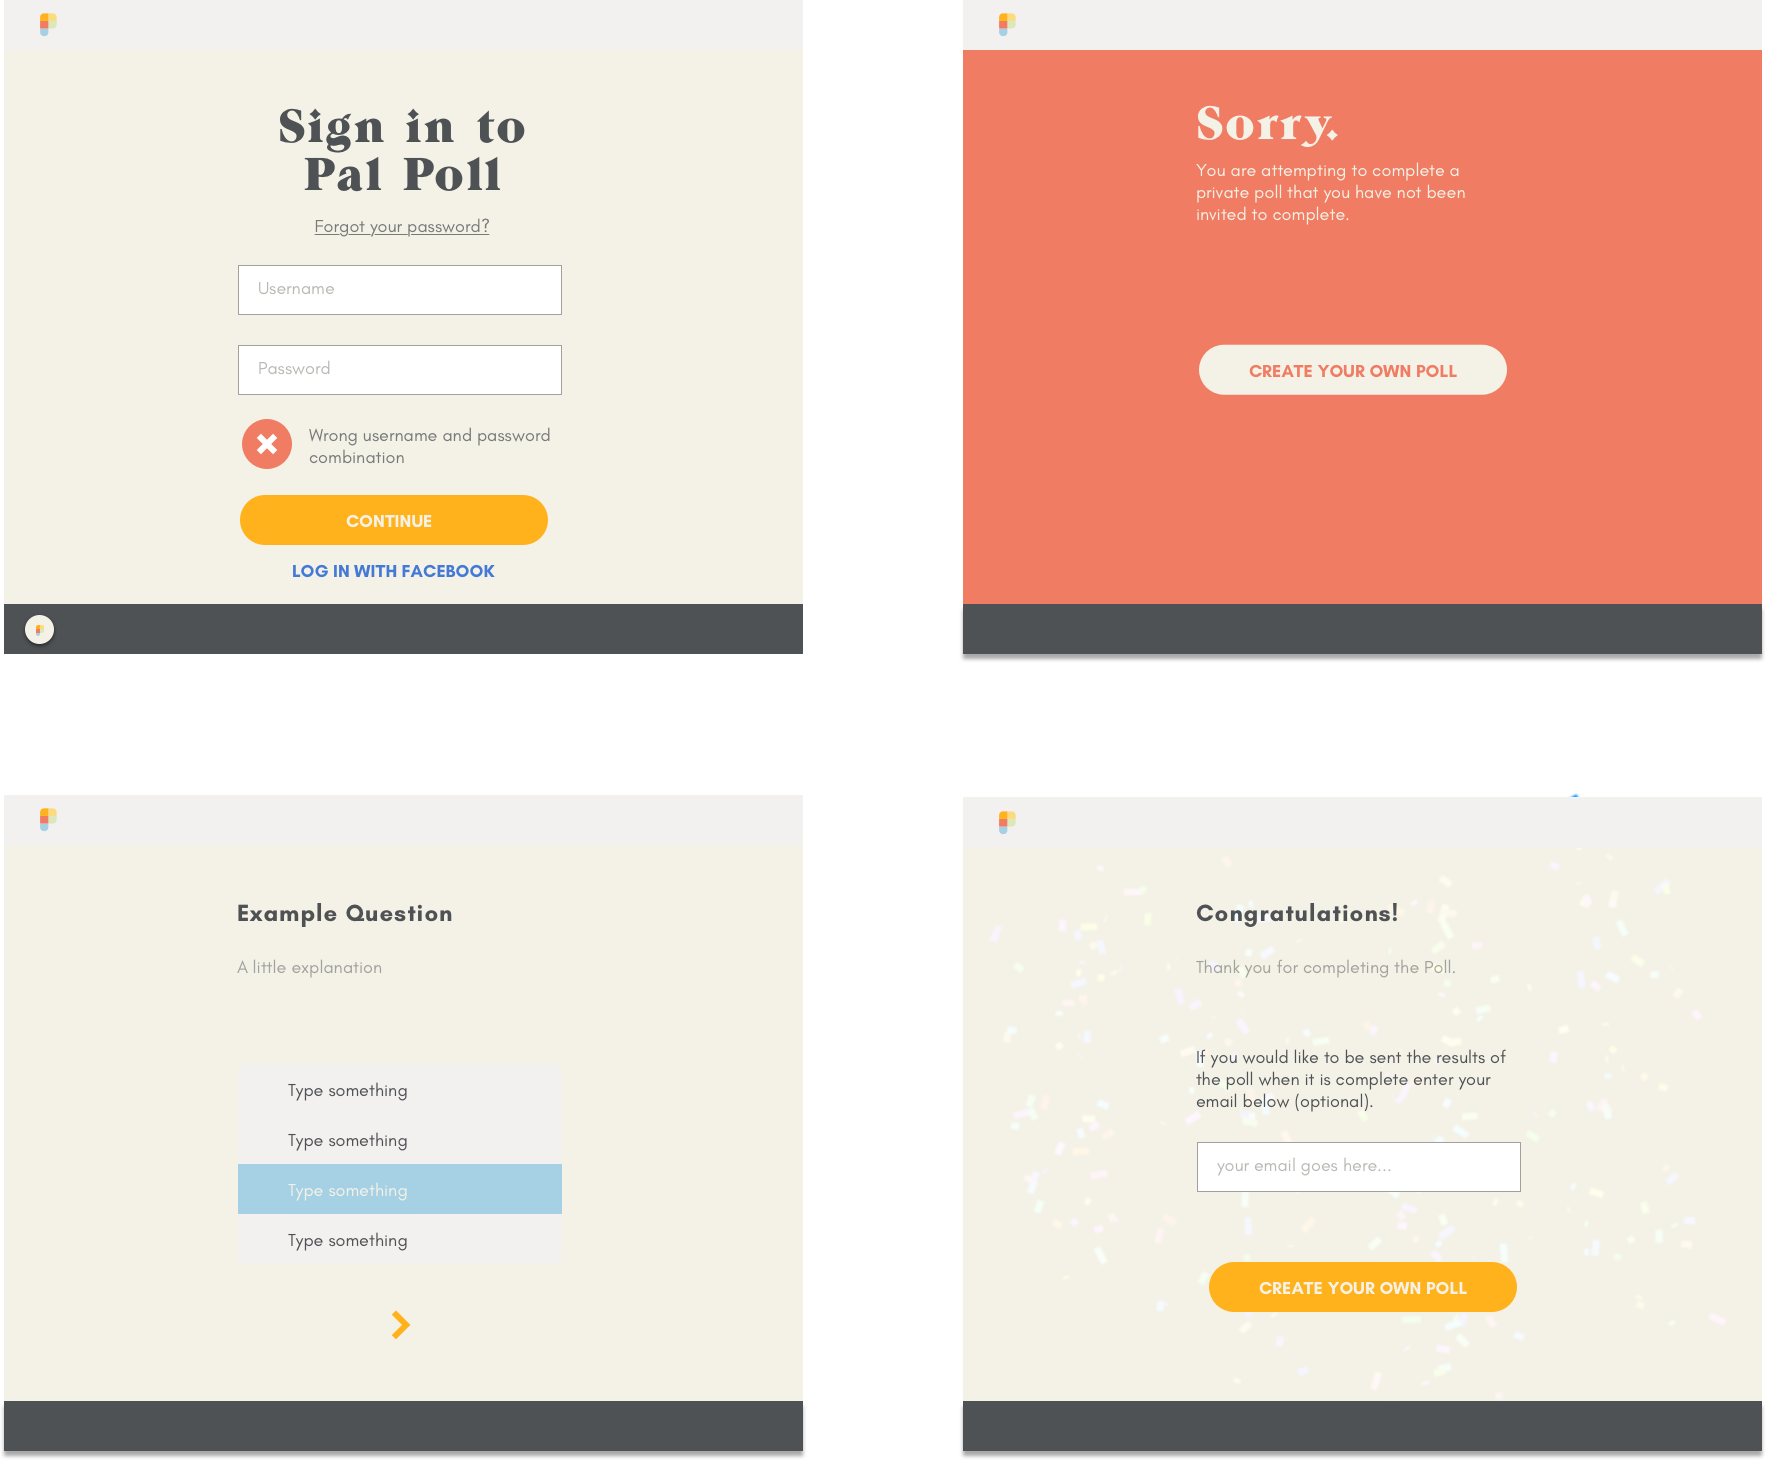 Sign in to
Pal Poll
Forgot your password?
Username
Password
Wrong username and password
combination
CONTINUE
LOG IN WITH FACEBOOK
Sorry.
You are attempting to complete a
private poll that you have not been
invited to complete.
CREATE YOUR OWN POLL
Example Question
A little explanation
Type something
Type something
Type something
Type something
Congratulations!
Thank you for completing the Poll.
If you would like to be sent the results of
the poll when it is complete enter your
email below (optional).
your email goes here...
CREATE YOUR OWN POLL